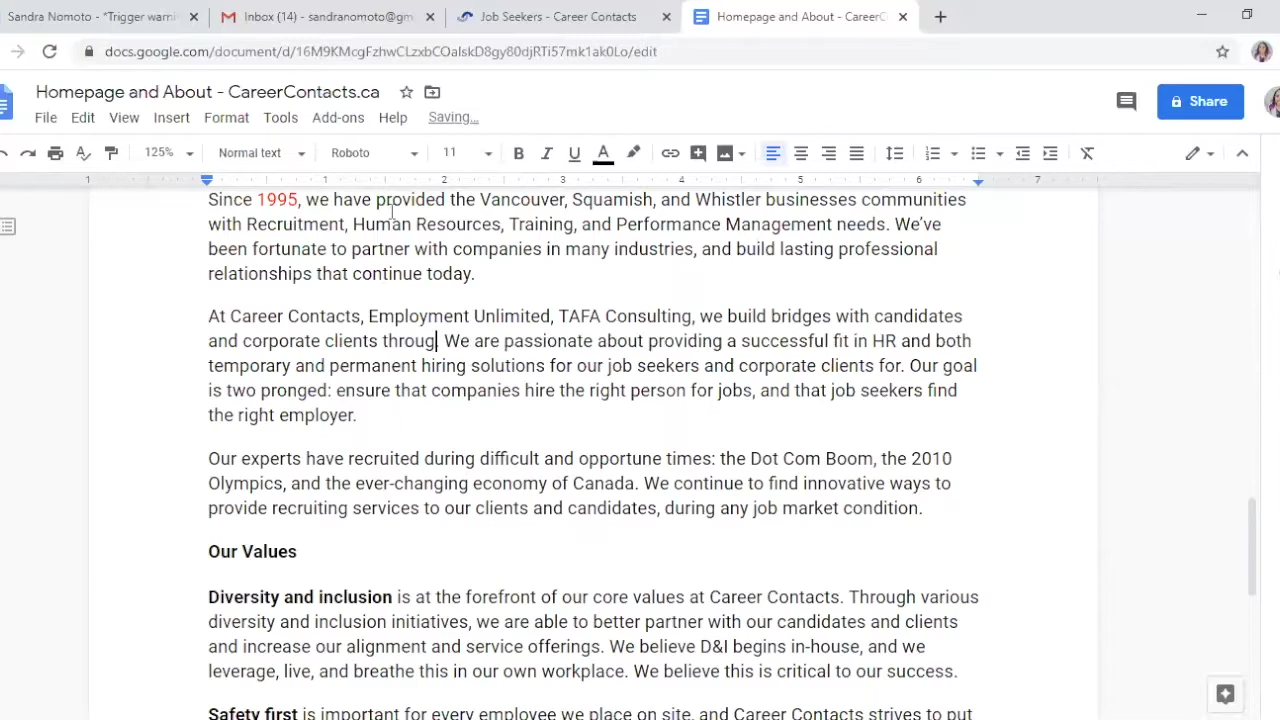 Sandra Nomoto - "Trigger warni
Inbox (14) - sandranomoto@gm
Job Seekers - Career Contacts
Homepage and About - CareerC
docs.google.com/document/d/16M9KMcgFzhwCLzxbCOalskD8gy80djRTi57mk1ak0Lo/edit
Homepage and About - CareerContacts.ca
Share
File Edit View Insert Format Tools Add-ons Help Saving...
125% Normal text Roboto 11
1 1 2 3 4 5 6 7
Since 1995, we have provided the Vancouver, Squamish, and Whistler businesses communities
with Recruitment, Human Resources, Training, and Performance Management needs. We've
been fortunate to partner with companies in many industries, and build lasting professional
relationships that continue today.
At Career Contacts, Employment Unlimited, TAFA Consulting, we build bridges with candidates
and corporate clients throug. We are passionate about providing a successful fit in HR and both
temporary and permanent hiring solutions for our job seekers and corporate clients for. Our goal
is two pronged: ensure that companies hire the right person for jobs, and that job seekers find
the right employer.
Our experts have recruited during difficult and opportune times: the Dot Com Boom, the 2010
Olympics, and the ever-changing economy of Canada. We continue to find innovative ways to
provide recruiting services to our clients and candidates, during any job market condition.
Our Values
Diversity and inclusion is at the forefront of our core values at Career Contacts. Through various
diversity and inclusion initiatives, we are able to better partner with our candidates and clients
and increase our alignment and service offerings. We believe D&I begins in-house, and we
leverage, live, and breathe this in our own workplace. We believe this is critical to our success.
Safety first is important for every employee we place on site, and Career Contacts strives to put